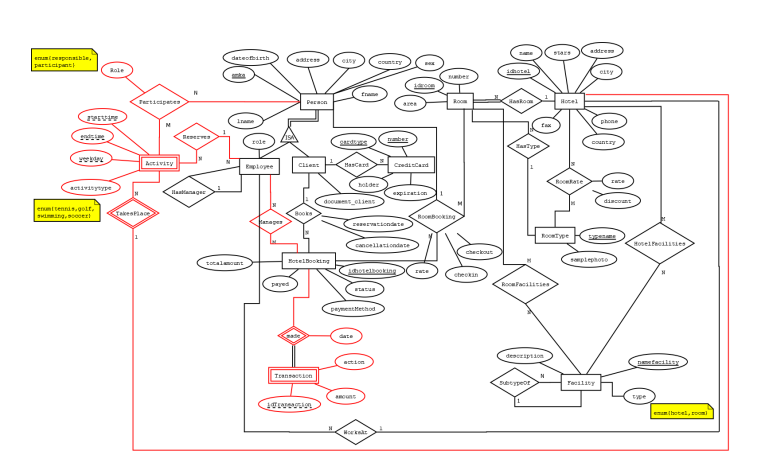 enum(responsible,
participant)
Role
dateofbirth
address
city
country
sex
name
stars
address
city
number
idroom
idhotel
area
fname
lname
N
Participates
Person
Room
HasRoom
1
Hotel
M
starttime
endtime
weekday
activitytype
Reserves
1
N
role
ISA
cardtype
number
fax
phone
country
HasType
N
Activity
Employee
Client
1
HasCard
N
CreditCard
holder
expiration
1
N
RoomRate
rate
discount
HasManager
document_client
enum(tennis,golf,
swimming,soccer)
TakesPlace
N
N
Manages
M
Books
reservationdate
cancellationdate
N
RoomBooking
M
N
checkout
checkin
rate
M
RoomType
typename
samplephoto
M
HotelFacilities
N
1
totalamount
HotelBooking
idhotelbooking
payed
status
paymentMethod
M
RoomFacilities
N
made
date
action
Transaction
amount
idTransaction
description
namefacility
N
SubtypeOf
1
Facility
type
enum(hotel,room)
N
WorksAt
1